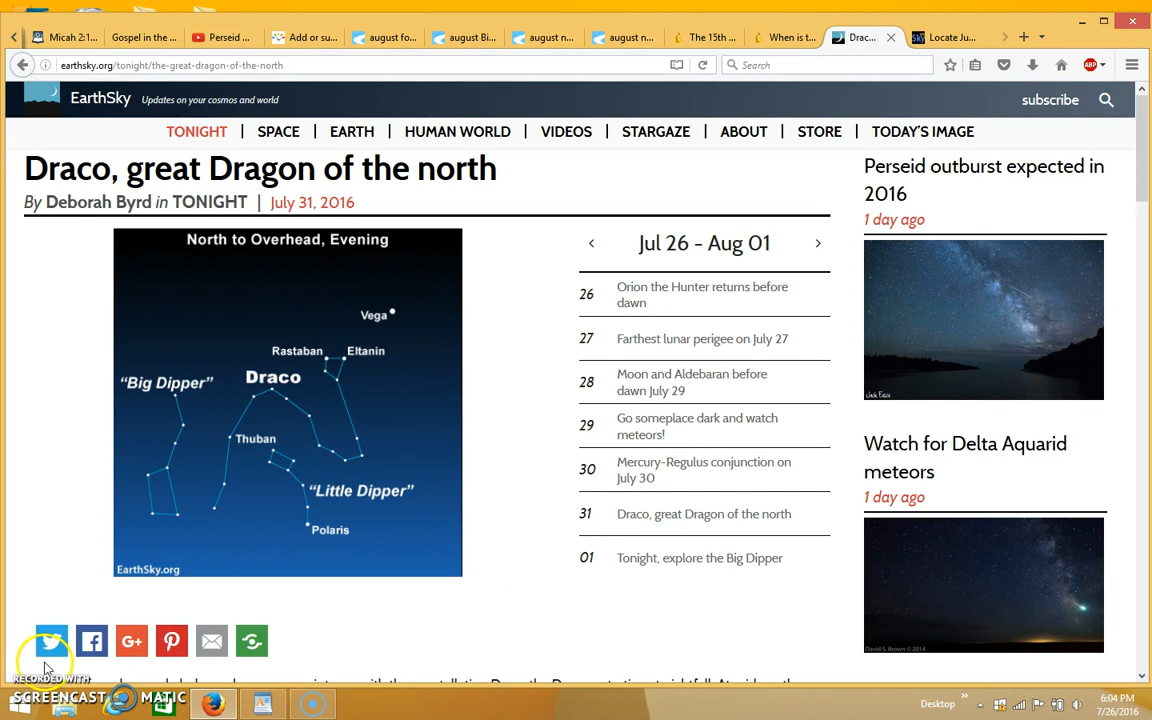 Micah 2:1...
Gospel in the ...
Perseid ...
Add or su...
august fo...
august Bi...
august n...
august n...
The 15th ...
When is t...
Drac...
Locate Ju...
earthsky.org/tonight/the-great-dragon-of-the-north
Search
ABP
EarthSky
Updates on your cosmos and world
subscribe
TONIGHT | SPACE | EARTH | HUMAN WORLD | VIDEOS | STARGAZE | ABOUT | STORE | TODAY'S IMAGE
Draco, great Dragon of the north
By Deborah Byrd in TONIGHT | July 31, 2016
North to Overhead, Evening
Vega
Rastaban
Eltanin
Draco
"Big Dipper"
Thuban
"Little Dipper"
Polaris
EarthSky.org
Jul 26 - Aug 01
26 Orion the Hunter returns before
dawn
27 Farthest lunar perigee on July 27
28 Moon and Aldebaran before
dawn July 29
29 Go someplace dark and watch
meteors!
30 Mercury-Regulus conjunction on
July 30
31 Draco, great Dragon of the north
01 Tonight, explore the Big Dipper
Perseid outburst expected in
2016
1 day ago
Watch for Delta Aquarid
meteors
1 day ago
David S. Brown © 2014
RECORDED WITH
SCREENCAST MATIC
Desktop
6:04 PM
7/26/2016